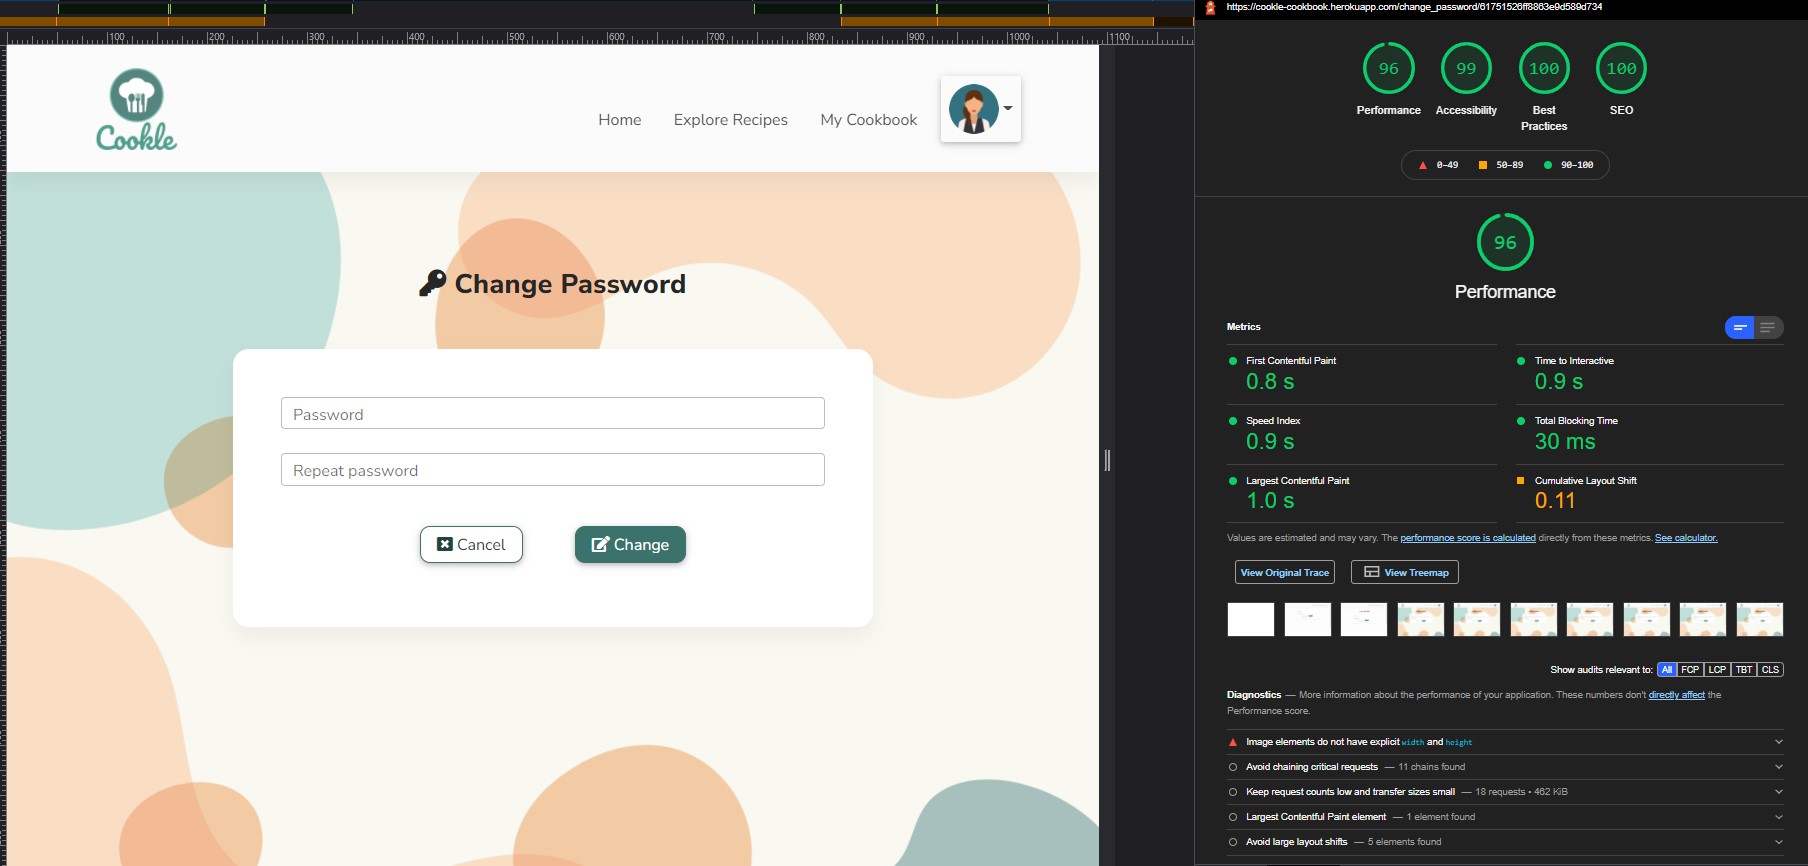 https://cookle-cookbook.herokuapp.com/change_password/61751526ff8863e9d589d734
100 200 300 400 500 600 700 800 900 1000 1100
Cookle
Home Explore Recipes My Cookbook
Change Password
Password
Repeat password
Cancel Change
96 99 100 100
Performance Accessibility Best Practices SEO
0–49 50–89 90–100
96
Performance
Metrics
First Contentful Paint
0.8 s
Time to Interactive
0.9 s
Speed Index
0.9 s
Total Blocking Time
30 ms
Largest Contentful Paint
1.0 s
Cumulative Layout Shift
0.11
Values are estimated and may vary. The performance score is calculated directly from these metrics. See calculator.
View Original Trace View Treemap
Show audits relevant to: All FCP LCP TBT CLS
Diagnostics — More information about the performance of your application. These numbers don't directly affect the
Performance score.
Image elements do not have explicit width and height
Avoid chaining critical requests — 11 chains found
Keep request counts low and transfer sizes small — 18 requests • 462 KiB
Largest Contentful Paint element — 1 element found
Avoid large layout shifts — 5 elements found